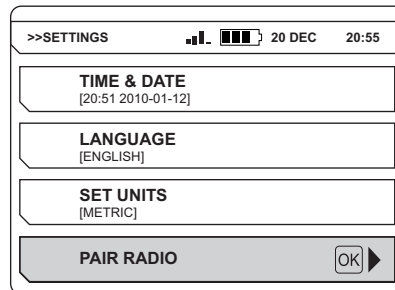 >>SETTINGS 20 DEC 20:55
TIME & DATE
[20:51 2010-01-12]
LANGUAGE
[ENGLISH]
SET UNITS
[METRIC]
PAIR RADIO OK